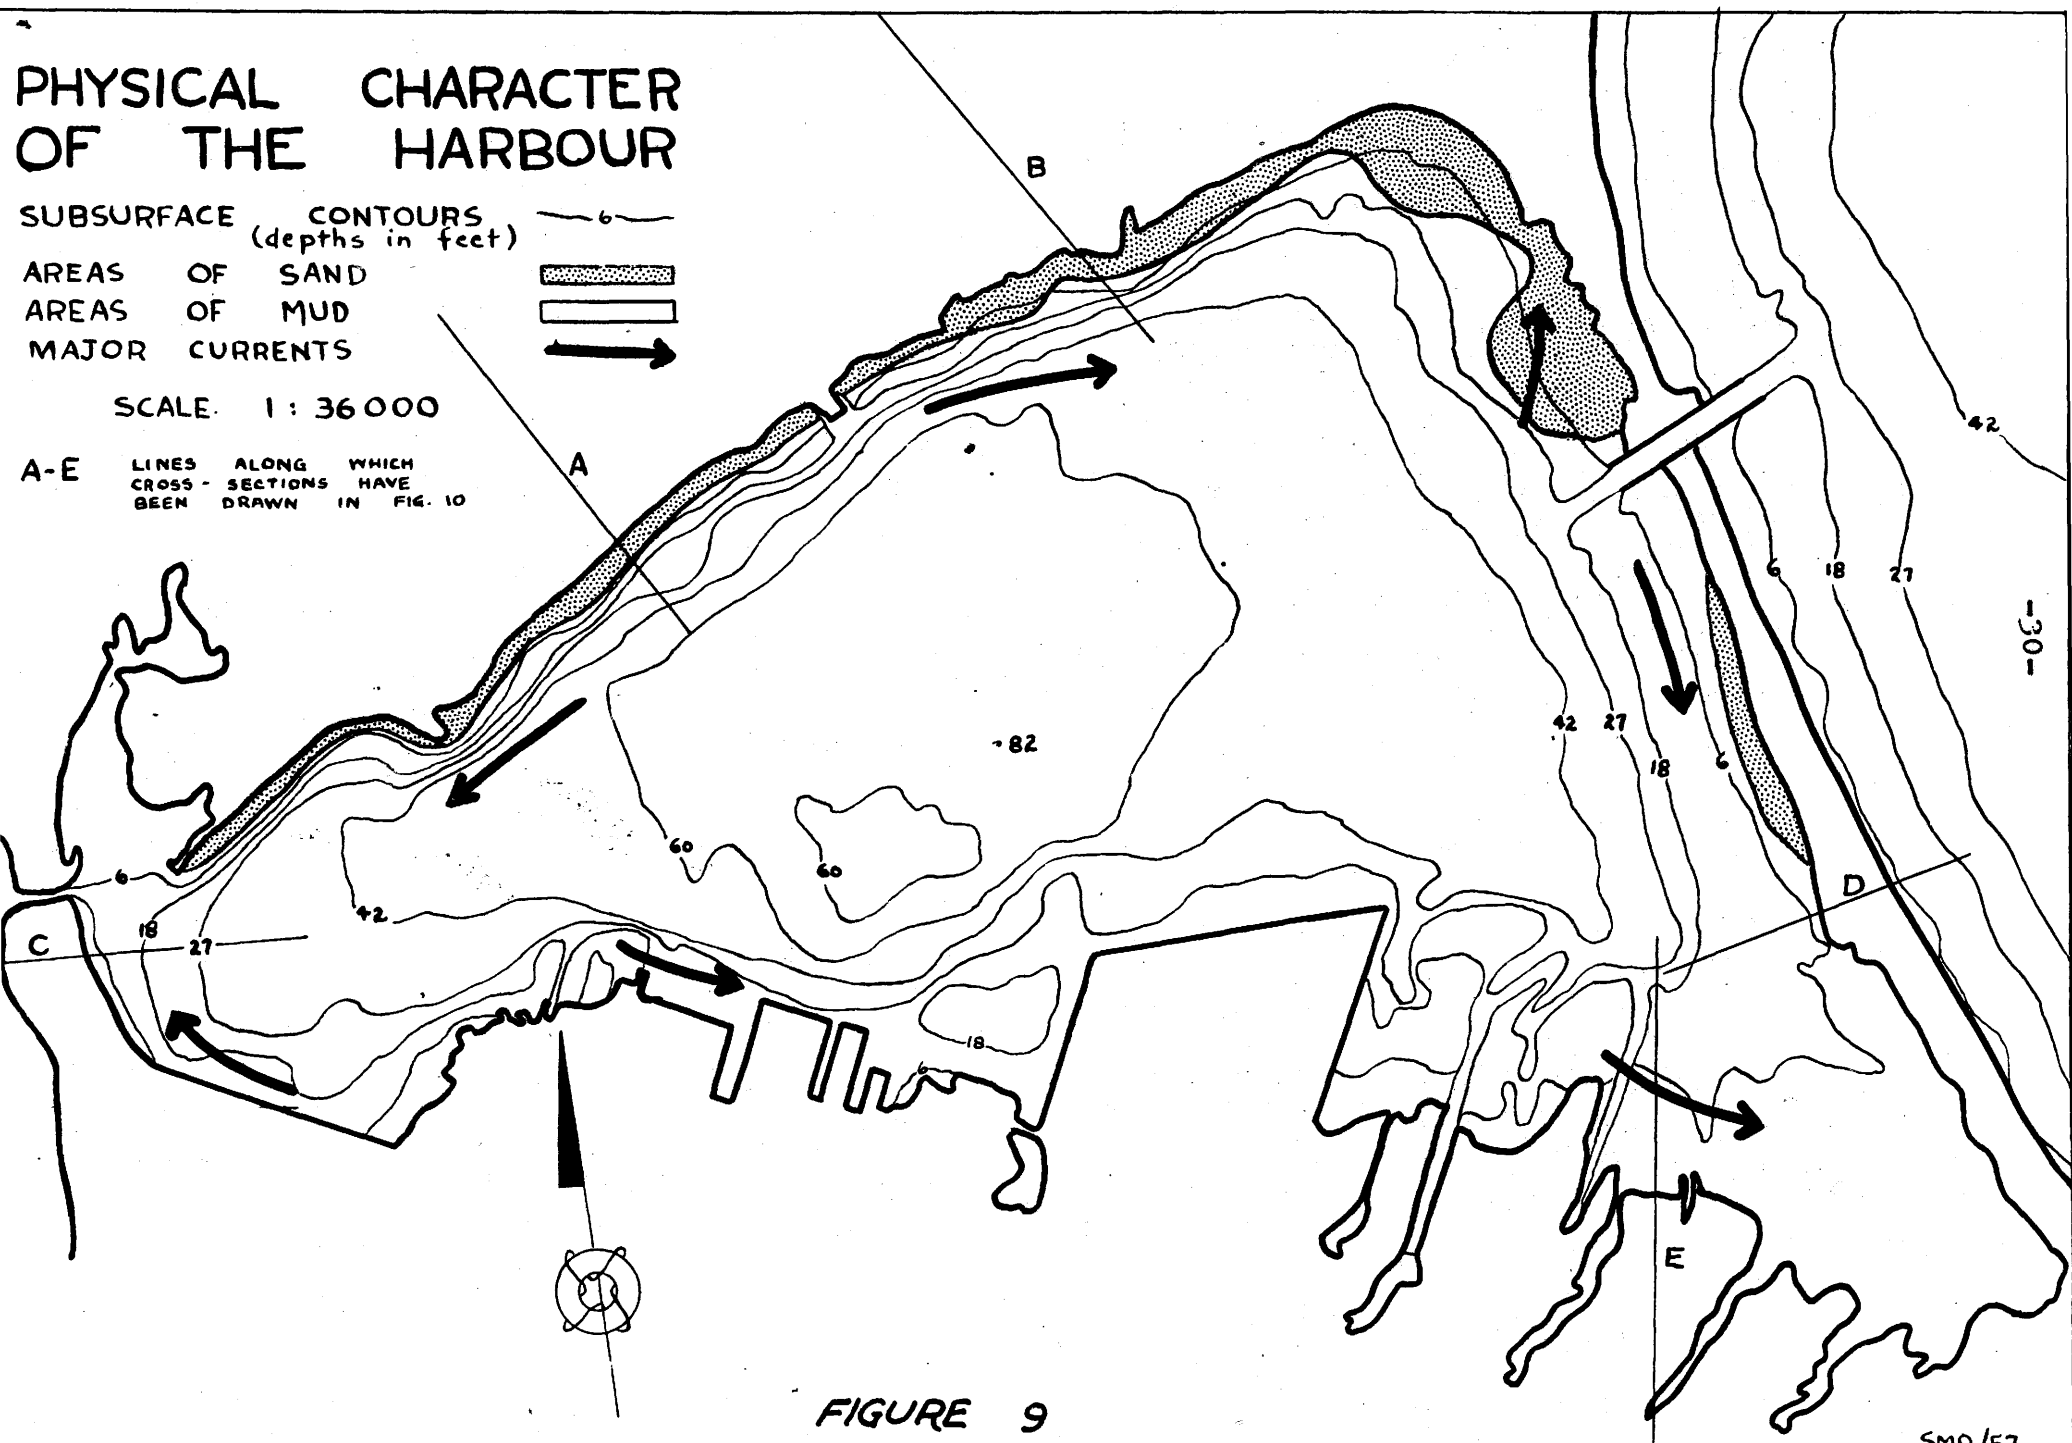 PHYSICAL CHARACTER
OF THE HARBOUR
SUBSURFACE CONTOURS 6
(depths in feet)
AREAS OF SAND
AREAS OF MUD
MAJOR CURRENTS
SCALE. 1 : 36000
A-E LINES ALONG WHICH
CROSS - SECTIONS HAVE
BEEN DRAWN IN FIG. 10
B
A
42
6 18 27
-30-
42 27
18 6
82
60
60
6
42
18
27
C
D
18
6
E
FIGURE 9